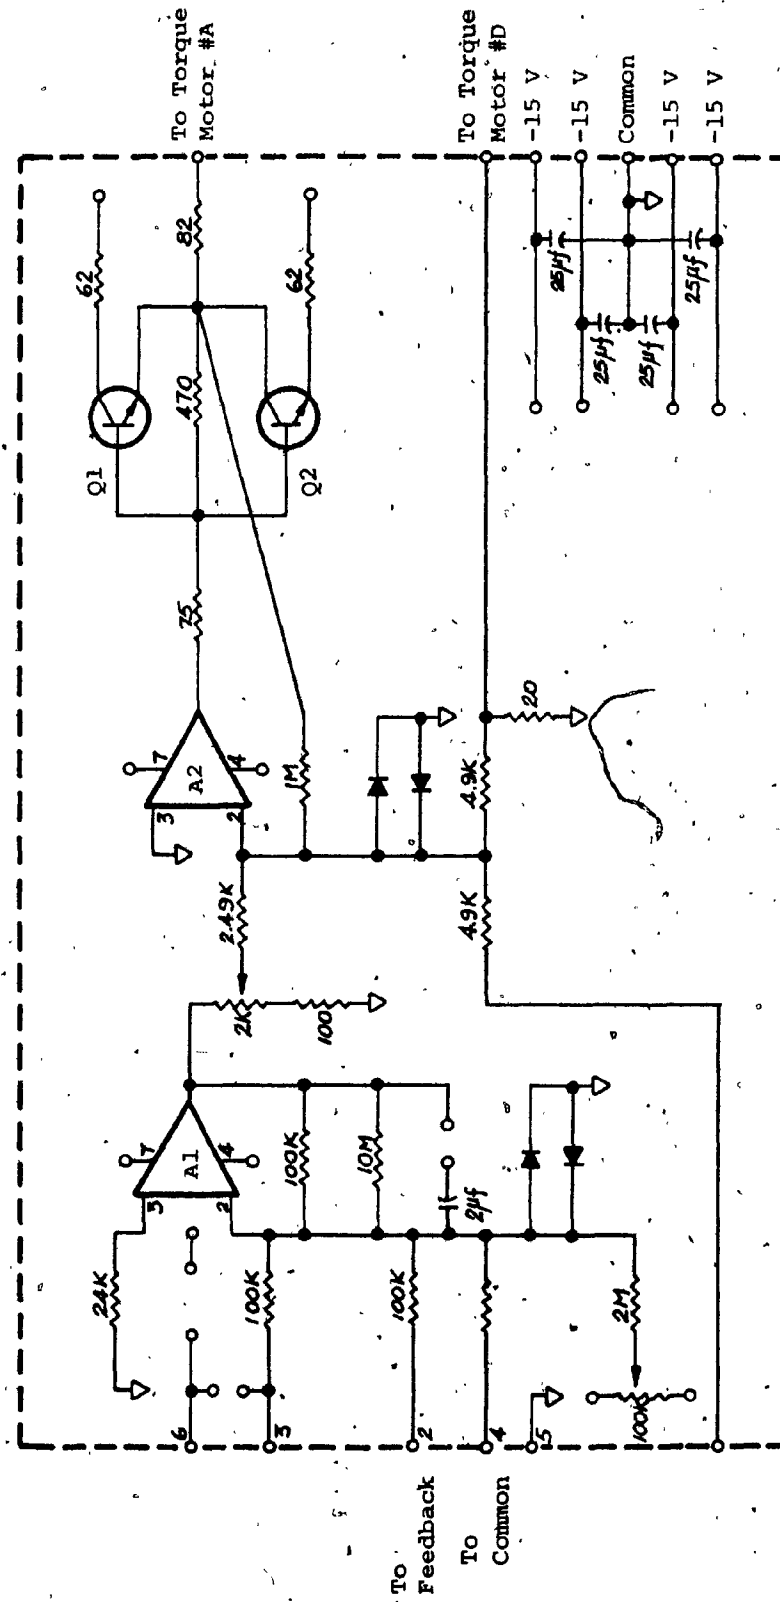 To Torque
Motor #A
To Torque
Motor #D
-15 V
-15 V
Common
-15 V
-15 V
62
82
62
Q1
470
Q2
75
25μf
25μf
25μf
25μf
7
A2
4
3
2
1M
4.9K
20
2.49K
4.9K
2K
100
7
A1
4
3
2
100K
10M
2μf
24K
100K
100K
2M
100K
6
3
2
4
5
To
Feedback
To
Common